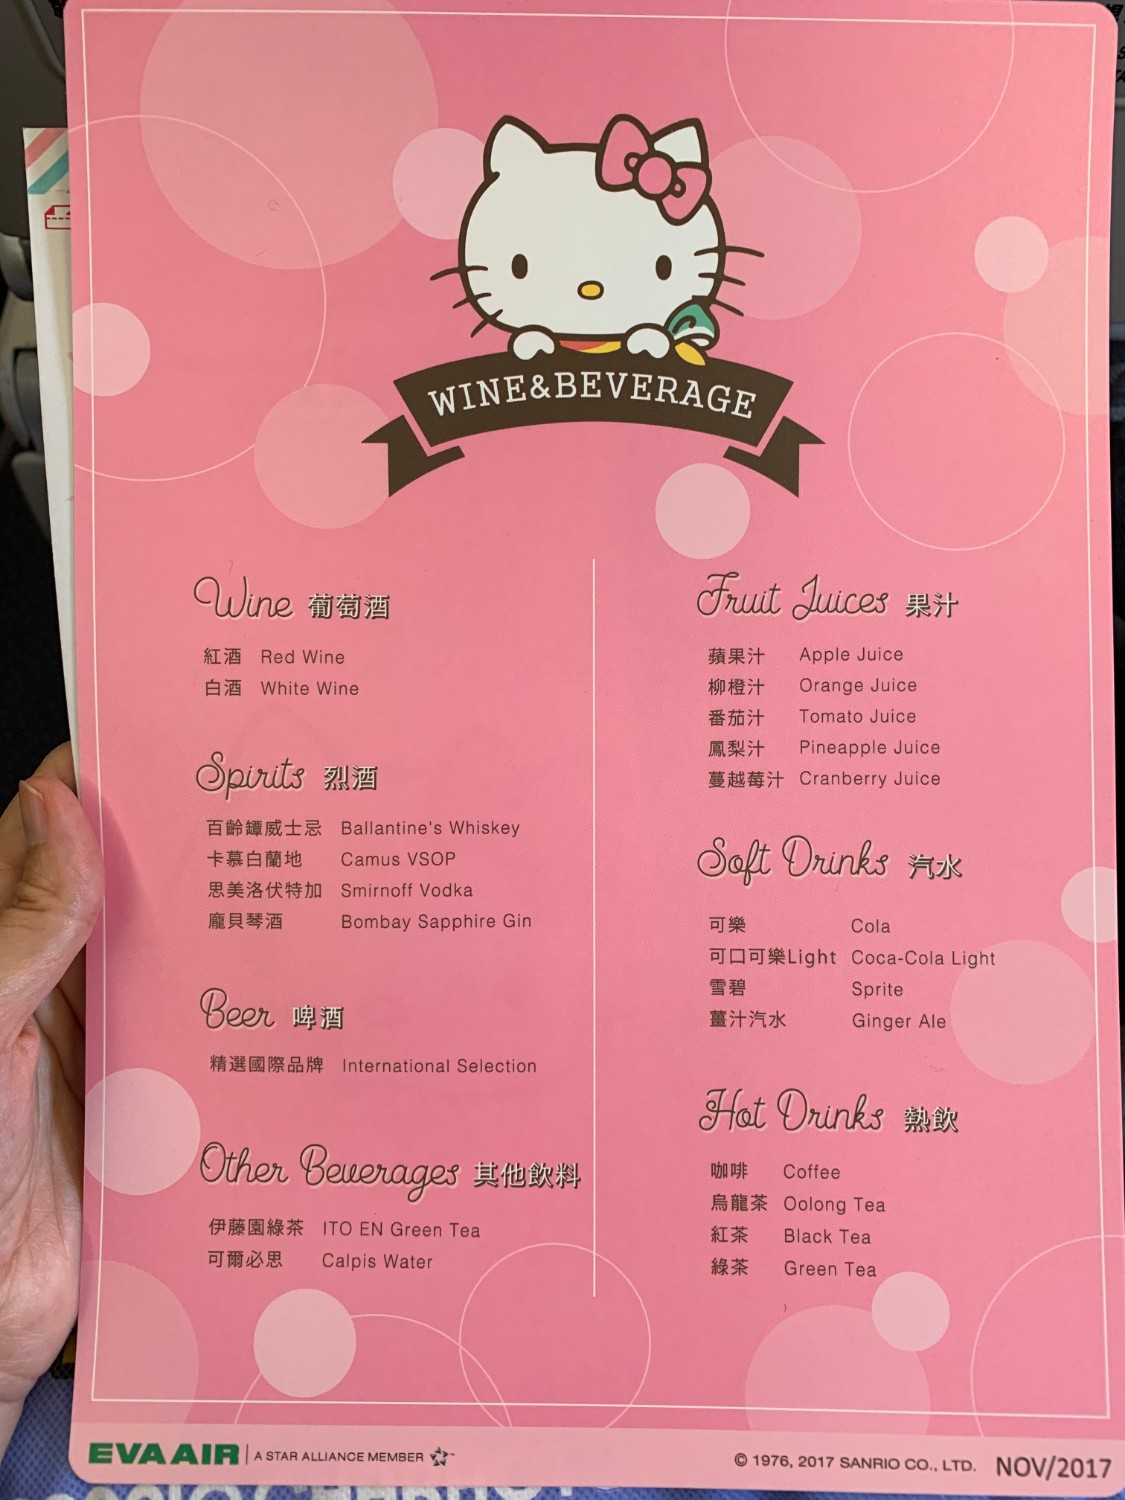 WINE&BEVERAGE
Wine 葡萄酒
紅酒 Red Wine
白酒 White Wine
Spirits 烈酒
百齡罈威士忌 Ballantine's Whiskey
卡慕白蘭地 Camus VSOP
思美洛伏特加 Smirnoff Vodka
龐貝琴酒 Bombay Sapphire Gin
Beer 啤酒
精選國際品牌 International Selection
Other Beverages 其他飲料
伊藤園綠茶 ITO EN Green Tea
可爾必思 Calpis Water
Fruit Juices 果汁
蘋果汁 Apple Juice
柳橙汁 Orange Juice
番茄汁 Tomato Juice
鳳梨汁 Pineapple Juice
蔓越莓汁 Cranberry Juice
Soft Drinks 汽水
可樂 Cola
可口可樂Light Coca-Cola Light
雪碧 Sprite
薑汁汽水 Ginger Ale
Hot Drinks 熱飲
咖啡 Coffee
烏龍茶 Oolong Tea
紅茶 Black Tea
綠茶 Green Tea
EVA AIR A STAR ALLIANCE MEMBER
© 1976, 2017 SANRIO CO., LTD. NOV/2017